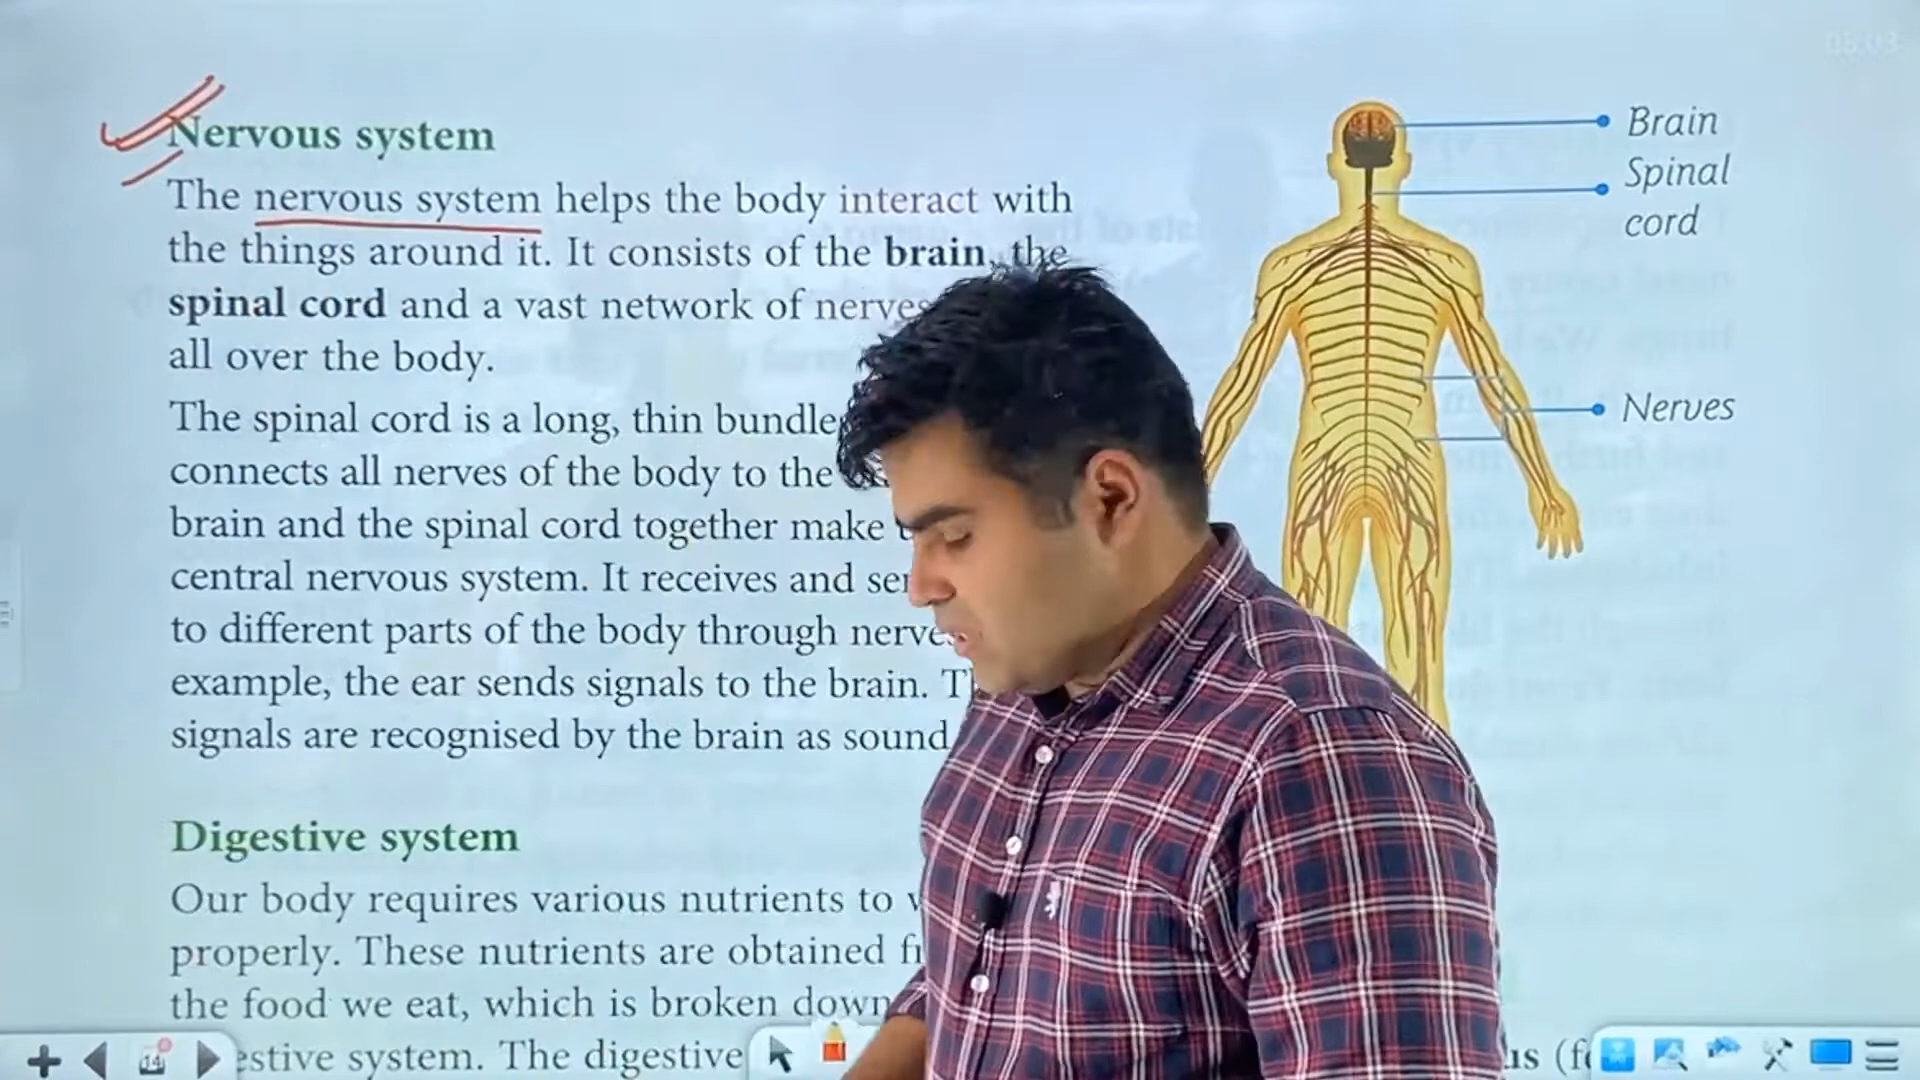 05:03
Nervous system
The nervous system helps the body interact with
the things around it. It consists of the brain, the
spinal cord and a vast network of nerves
all over the body.
The spinal cord is a long, thin bundle
connects all nerves of the body to the
brain and the spinal cord together make
central nervous system. It receives and
to different parts of the body through
example, the ear sends signals to the brain.
signals are recognised by the brain as sound
Brain
Spinal
cord
Nerves
Digestive system
Our body requires various nutrients to
properly. These nutrients are obtained
the food we eat, which is broken down
system. The digestive
14